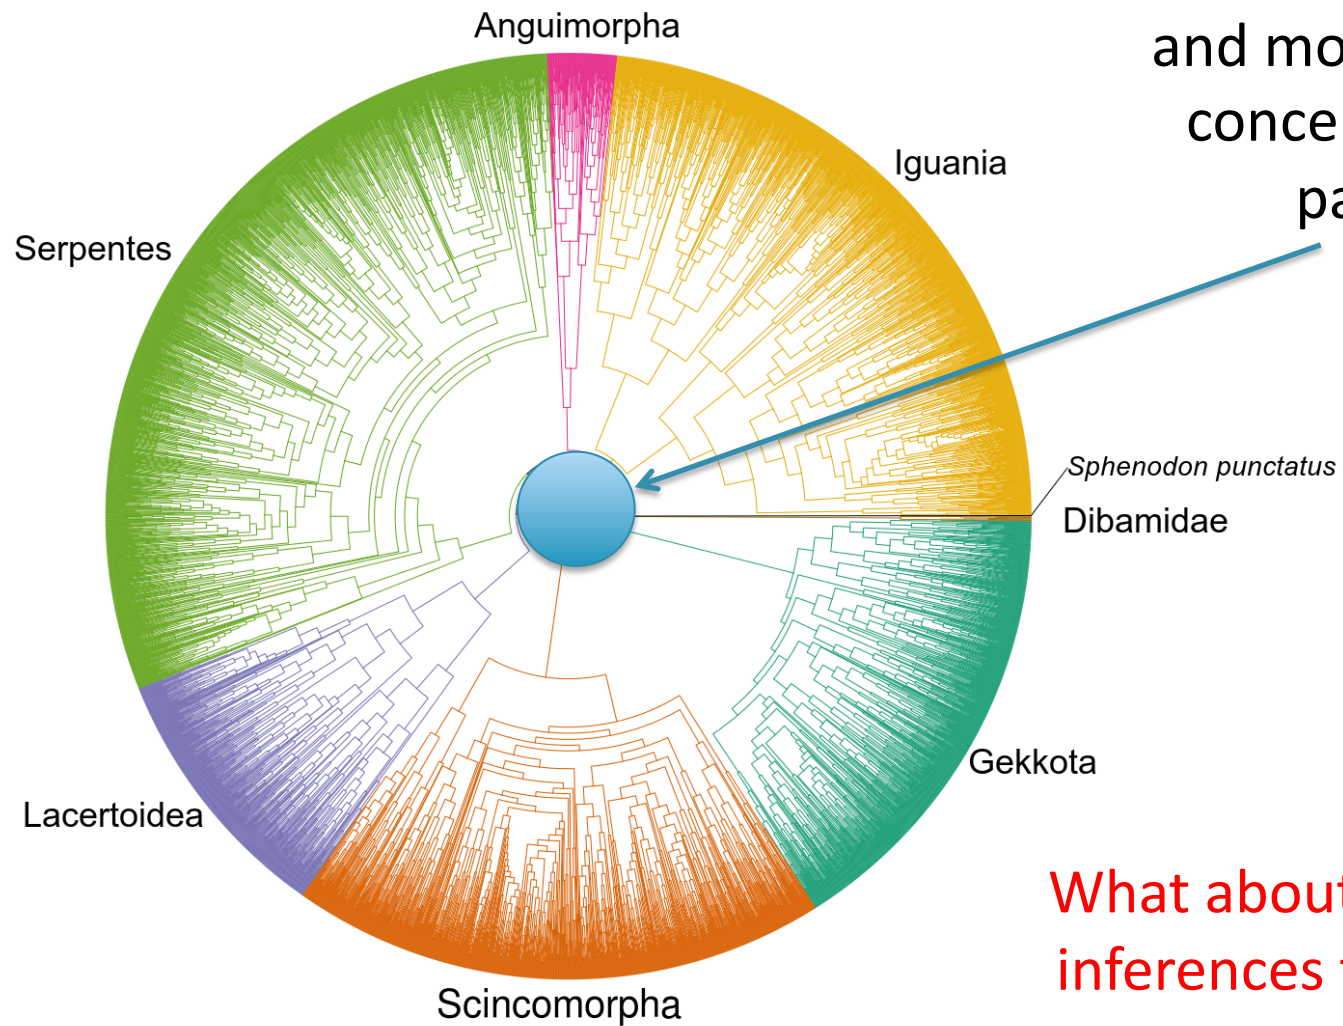 Anguimorpha
and mo
conce
pa
Iguania
Serpentes
Sphenodon punctatus
Dibamidae
Gekkota
Lacertoidea
What about
inferences
Scincomorpha